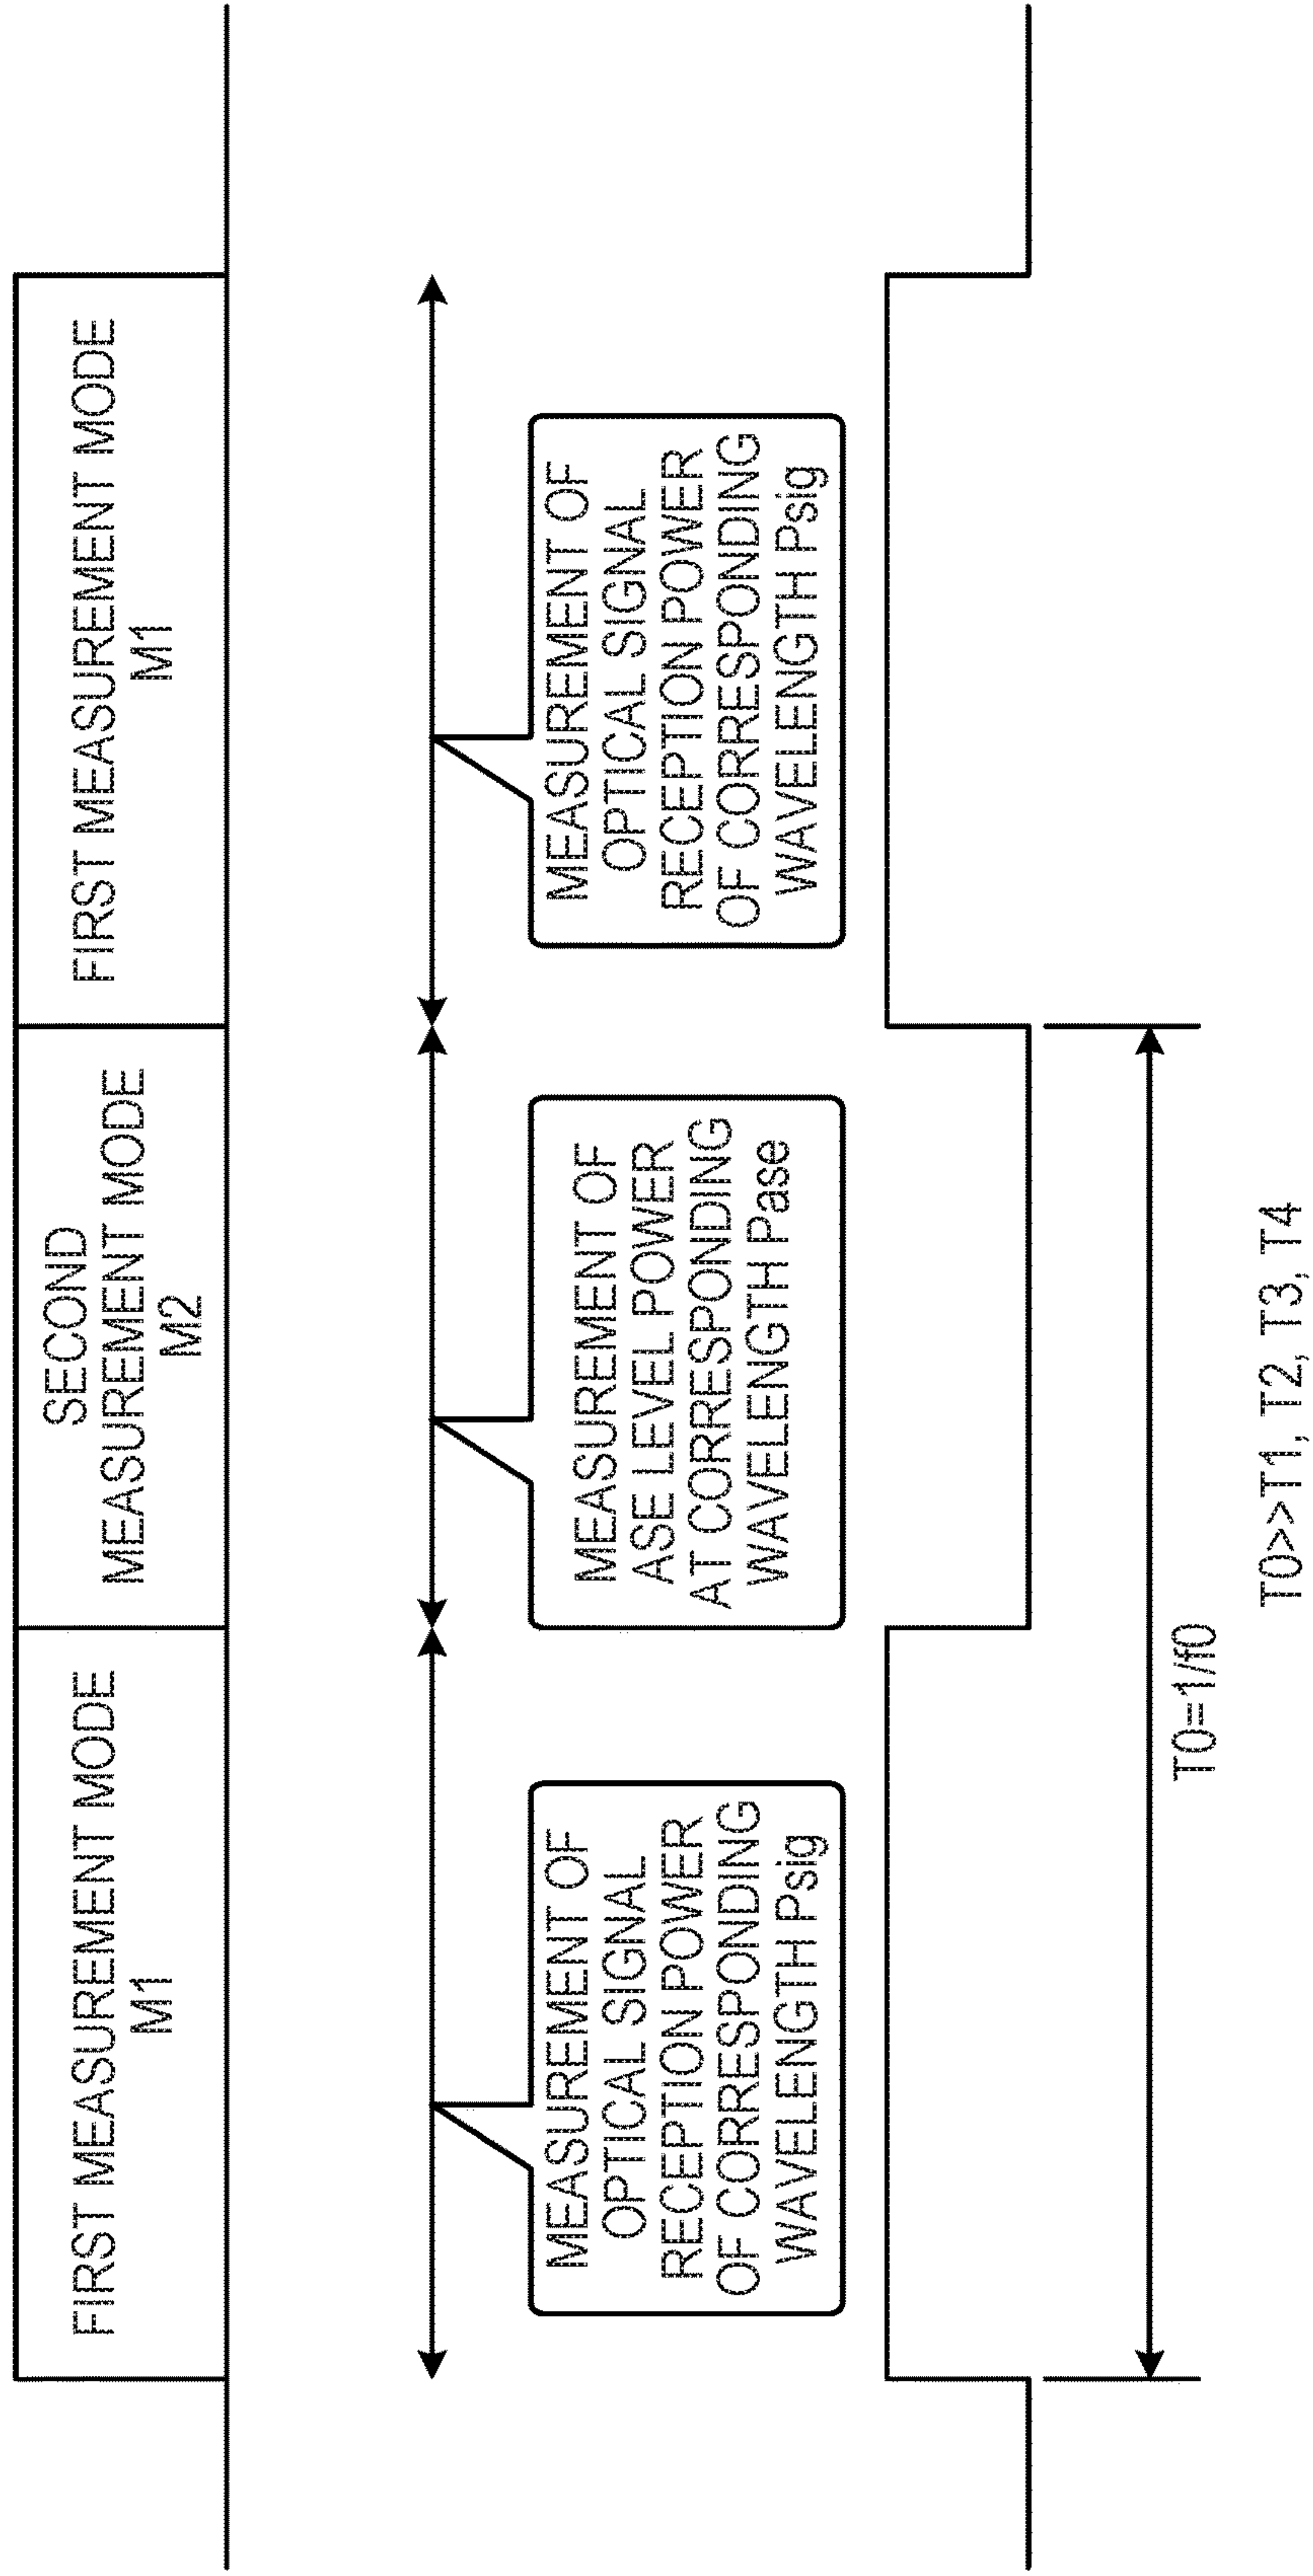 FIRST MEASUREMENT MODE
M1
SECOND
MEASUREMENT MODE
M2
FIRST MEASUREMENT MODE
M1
MEASUREMENT OF
OPTICAL SIGNAL
RECEPTION POWER
OF CORRESPONDING
WAVELENGTH Psig
MEASUREMENT OF
ASE LEVEL POWER
AT CORRESPONDING
WAVELENGTH Pase
MEASUREMENT OF
OPTICAL SIGNAL
RECEPTION POWER
OF CORRESPONDING
WAVELENGTH Psig
T0=1/f0
T0>>T1, T2, T3, T4